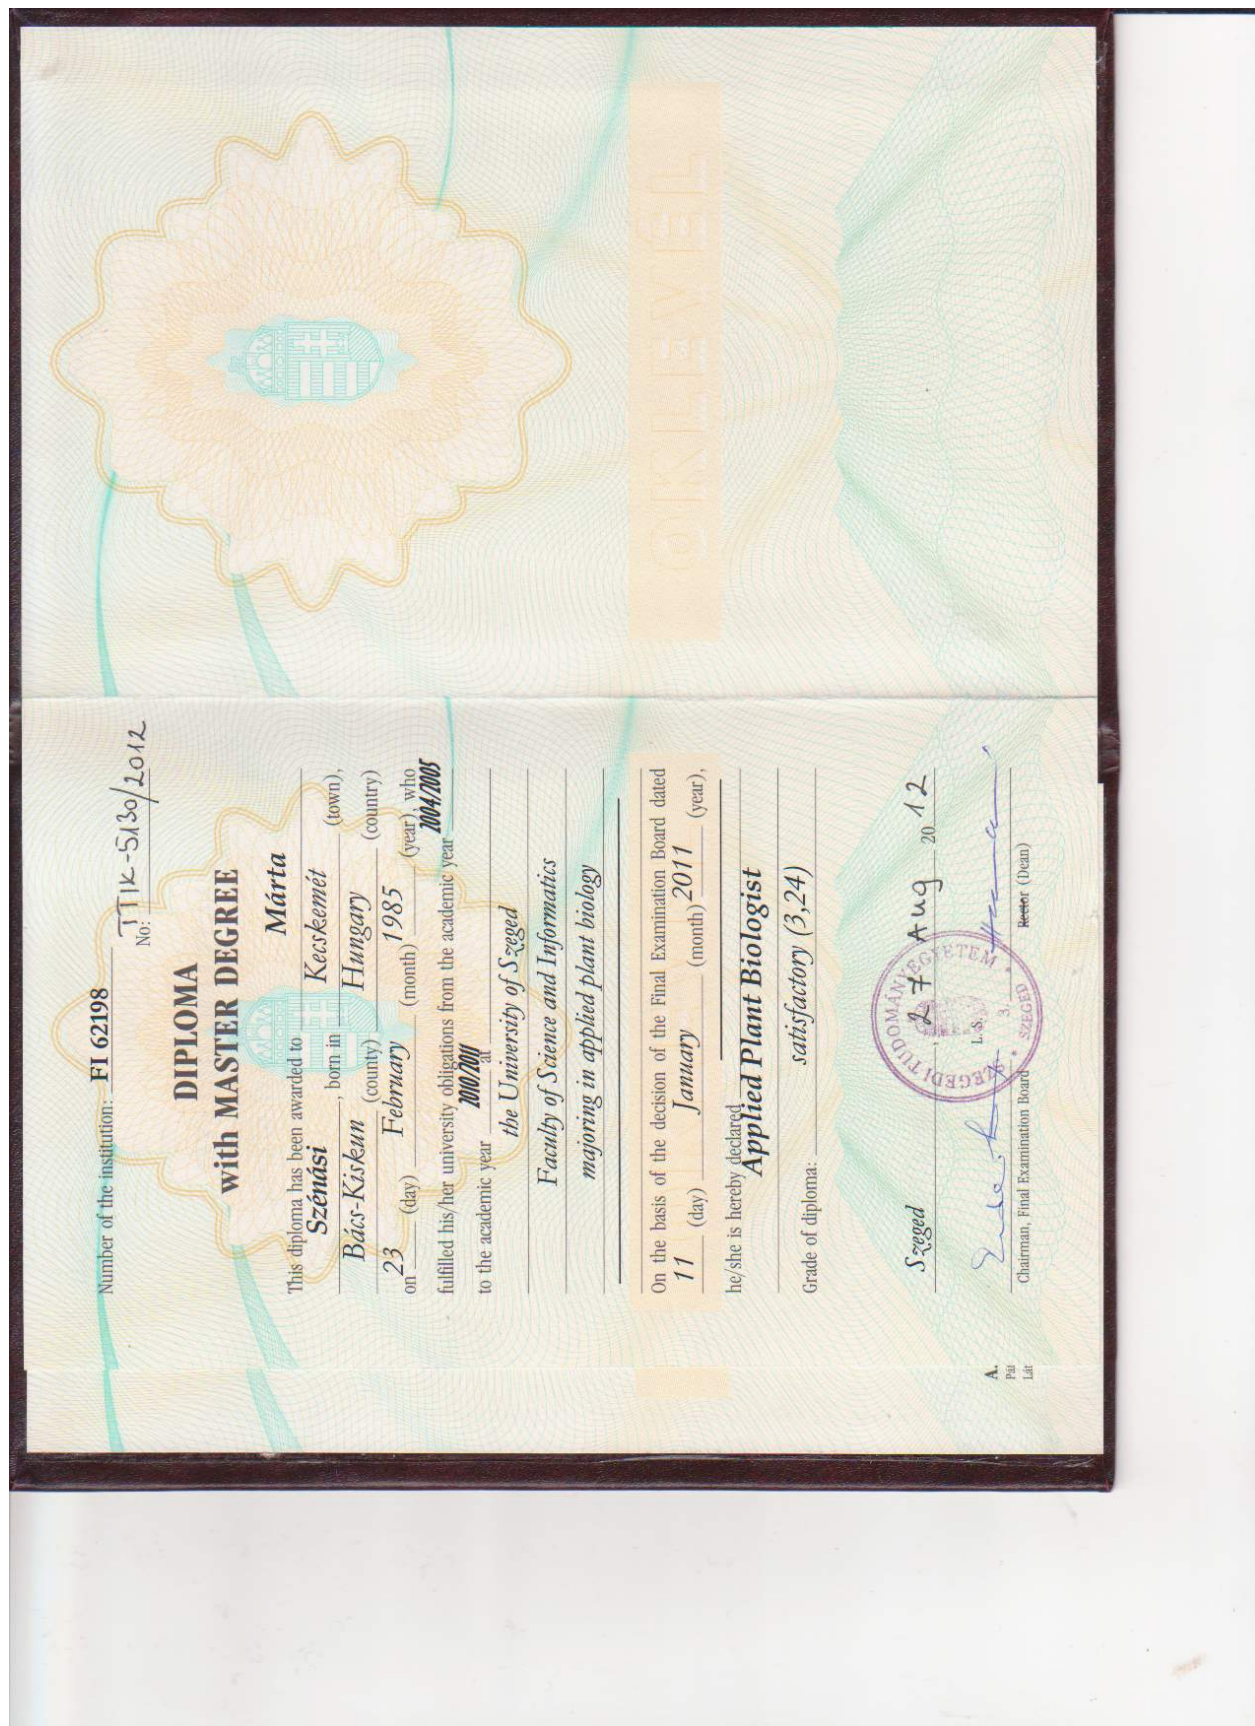 Number of the institution: FI 62198
No: TTIK-5130/2012
DIPLOMA
with MASTER DEGREE
This diploma has been awarded to
Szénási Márta
, born in Kecskemét (town),
Bács-Kiskun (county) Hungary (country)
on 23 (day) February (month) 1985 (year), who
fulfilled his/her university obligations from the academic year 2004/2005
to the academic year 2010/2011 at
the University of Szeged
Faculty of Science and Informatics
majoring in applied plant biology
On the basis of the decision of the Final Examination Board dated
11 (day) January (month) 2011 (year),
he/she is hereby declared
Applied Plant Biologist
Grade of diploma: satisfactory (3,24)
Szeged, 27 Aug 2012
L. S.
SZEGEDI TUDOMÁNYEGYETEM * SZEGED *
3.
Chairman, Final Examination Board
Rector (Dean)
A.
Pát
Lát
OKLEVÉL